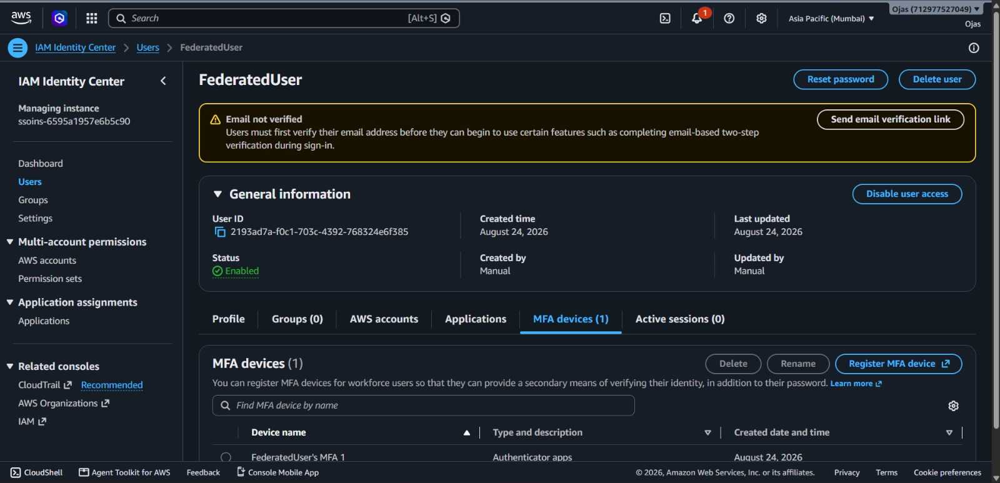 aws
Search
[Alt+S]
1
Asia Pacific (Mumbai)
Ojas (712977527049)
Ojas
IAM Identity Center
Users
FederatedUser
IAM Identity Center
Managing instance
ssoins-6595a1957e6b5c90
Dashboard
Users
Groups
Settings
Multi-account permissions
AWS accounts
Permission sets
Application assignments
Applications
Related consoles
CloudTrail Recommended
AWS Organizations
IAM
FederatedUser
Reset password
Delete user
Email not verified
Users must first verify their email address before they can begin to use certain features such as completing email-based two-step
verification during sign-in.
Send email verification link
General information
Disable user access
User ID
2193ad7a-f0c1-703c-4392-768324e6f385
Created time
August 24, 2026
Last updated
August 24, 2026
Status
Enabled
Created by
Manual
Updated by
Manual
Profile
Groups (0)
AWS accounts
Applications
MFA devices (1)
Active sessions (0)
MFA devices (1)
Delete
Rename
Register MFA device
You can register MFA devices for workforce users so that they can provide a secondary means of verifying their identity, in addition to their password. Learn more
Find MFA device by name
Device name
Type and description
Created date and time
FederatedUser's MFA 1
Authenticator apps
August 24, 2026
CloudShell
Agent Toolkit for AWS
Feedback
Console Mobile App
© 2026, Amazon Web Services, Inc. or its affiliates.
Privacy
Terms
Cookie preferences